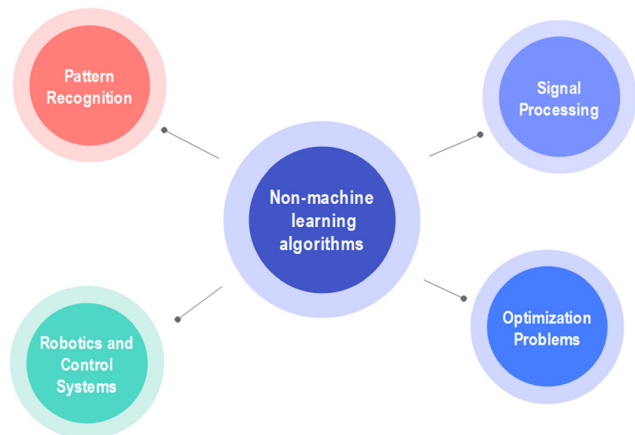 Pattern
Recognition
Signal
Processing
Non-machine
learning
algorithms
Robotics and
Control
Systems
Optimization
Problems